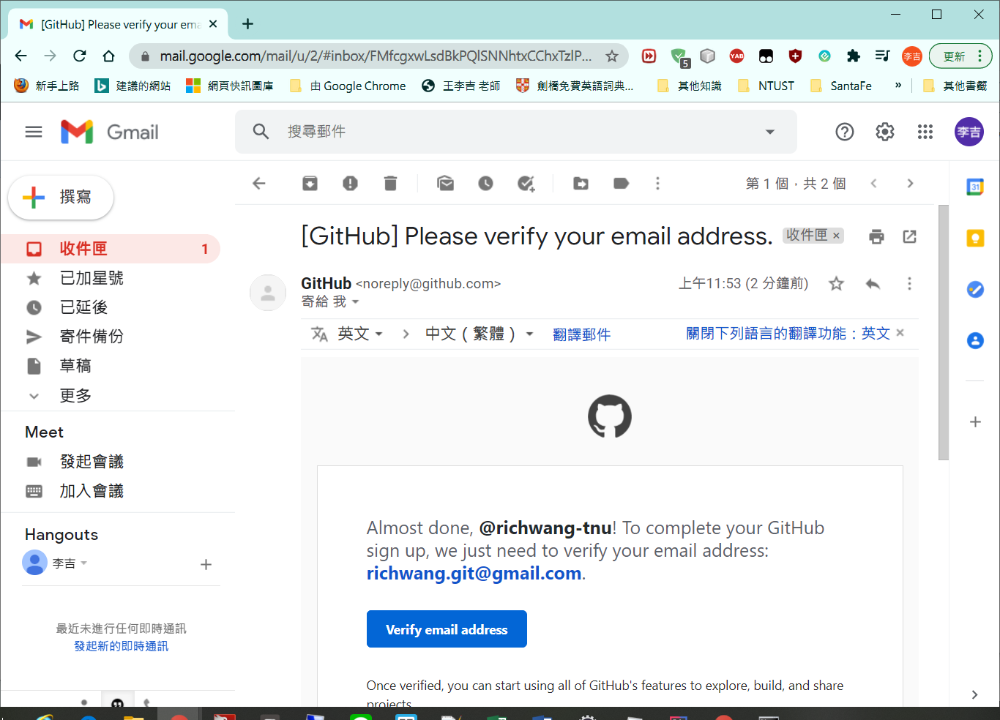 [GitHub] Please verify your ema
mail.google.com/mail/u/2/#inbox/FMfcgxwLsdBkPQlSNNhtxCChxTzlP...
5
YAB
李吉
更新
新手上路
建議的網站
網頁快訊圖庫
由 Google Chrome
王李吉 老師
劍橋免費英語詞典...
其他知識
NTUST
SantaFe
»
其他書籤
Gmail
搜尋郵件
李吉
撰寫
第 1 個，共 2 個
31
收件匣 1
已加星號
已延後
寄件備份
草稿
更多
Meet
發起會議
加入會議
Hangouts
李吉
最近未進行任何即時通訊
發起新的即時通訊
[GitHub] Please verify your email address.
收件匣 ×
GitHub <noreply@github.com>
上午11:53 (2 分鐘前)
寄給 我
英文
中文（繁體）
翻譯郵件
關閉下列語言的翻譯功能：英文 ×
Almost done, @richwang-tnu! To complete your GitHub
sign up, we just need to verify your email address:
richwang.git@gmail.com.
Verify email address
Once verified, you can start using all of GitHub's features to explore, build, and share
projects.